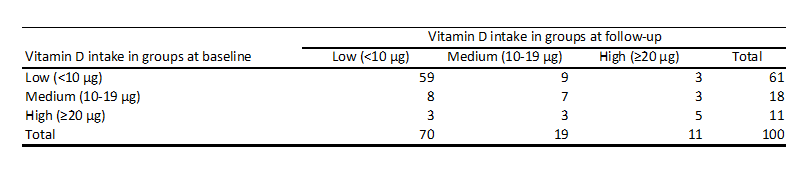 Vitamin D intake in groups at follow-up
Vitamin D intake in groups at baseline Low (<10 µg) Medium (10-19 µg) High (≥20 µg) Total
Low (<10 µg) 59 9 3 61
Medium (10-19 µg) 8 7 3 18
High (≥20 µg) 3 3 5 11
Total 70 19 11 100